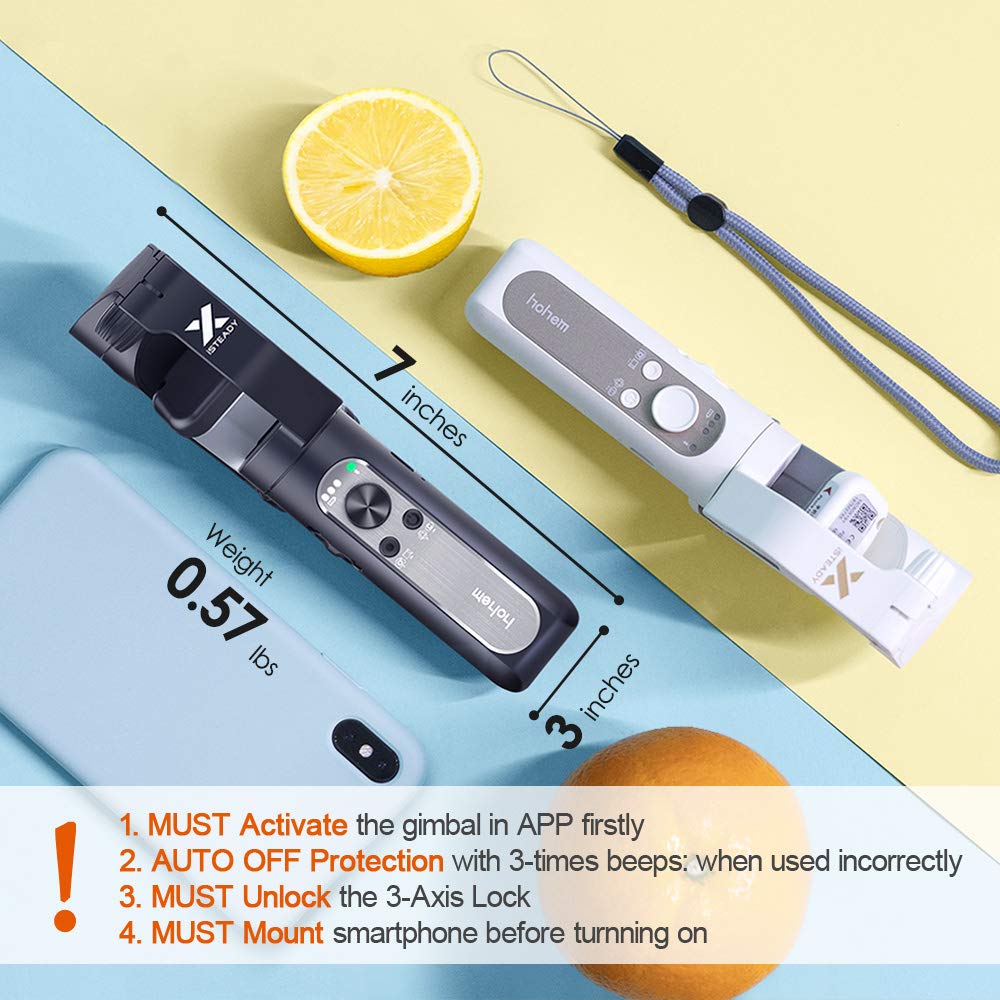 iSTEADY
hohem
7
inches
Weight
0.57
lbs
hohem
3
inches
iSTEADY
! 1. MUST Activate the gimbal in APP firstly
2. AUTO OFF Protection with 3-times beeps: when used incorrectly
3. MUST Unlock the 3-Axis Lock
4. MUST Mount smartphone before turnning on